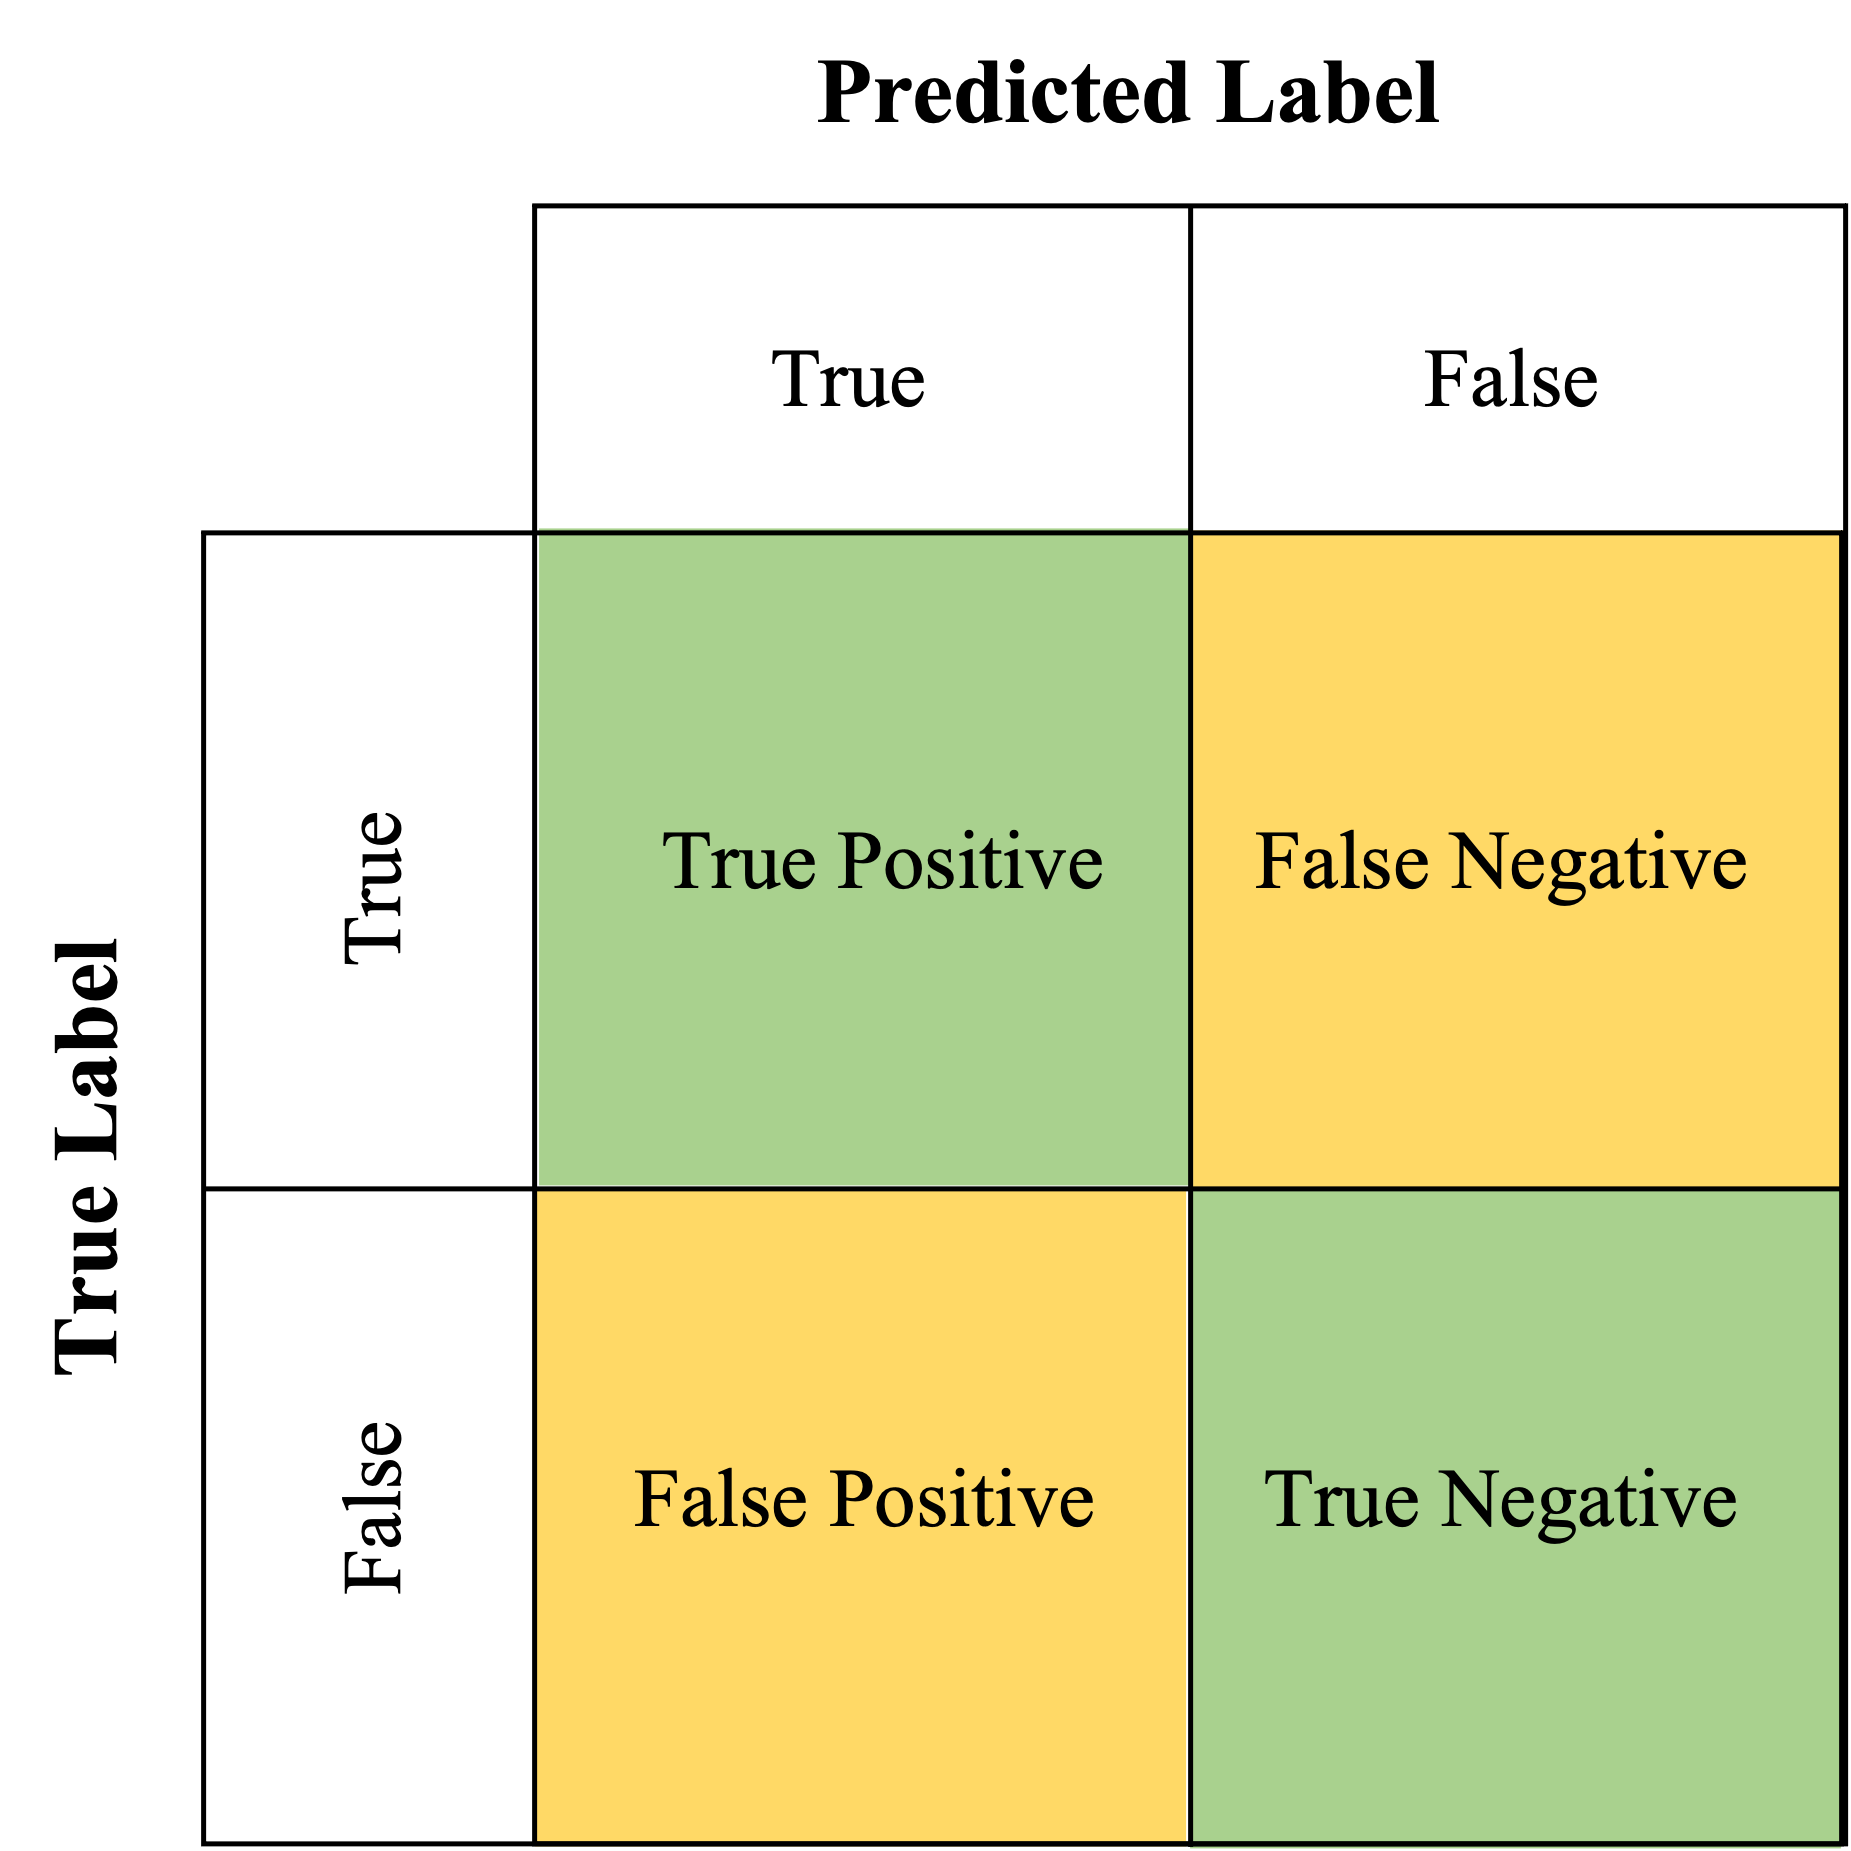 Predicted Label
True
False
True Label
True
True Positive
False Negative
False
False Positive
True Negative